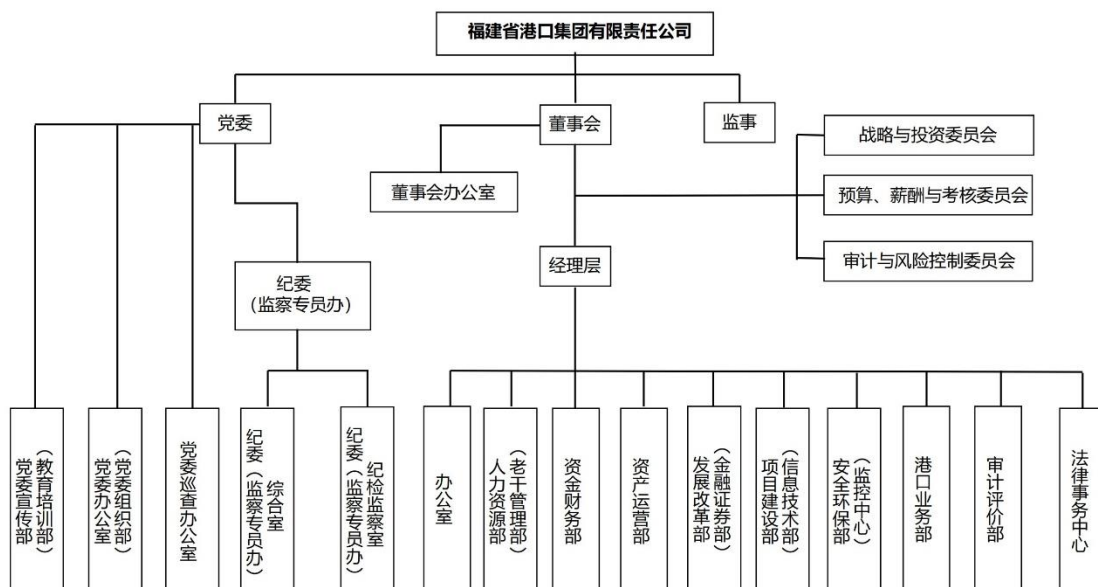 福建省港口集团有限责任公司
党委
董事会
监事
战略与投资委员会
董事会办公室
预算、薪酬与考核委员会
经理层
审计与风险控制委员会
纪委
（监察专员办）
党委宣传部
（教育培训部）
党委办公室
（党委组织部）
党委巡查办公室
纪委（监察专员办）
综合室
纪委（监察专员办）
纪检监察室
办公室
人力资源部
（老干管理部）
资金财务部
资产运营部
发展改革部
（金融证券部）
项目建设部
（信息技术部）
安全环保部
（监控中心）
港口业务部
审计评价部
法律事务中心